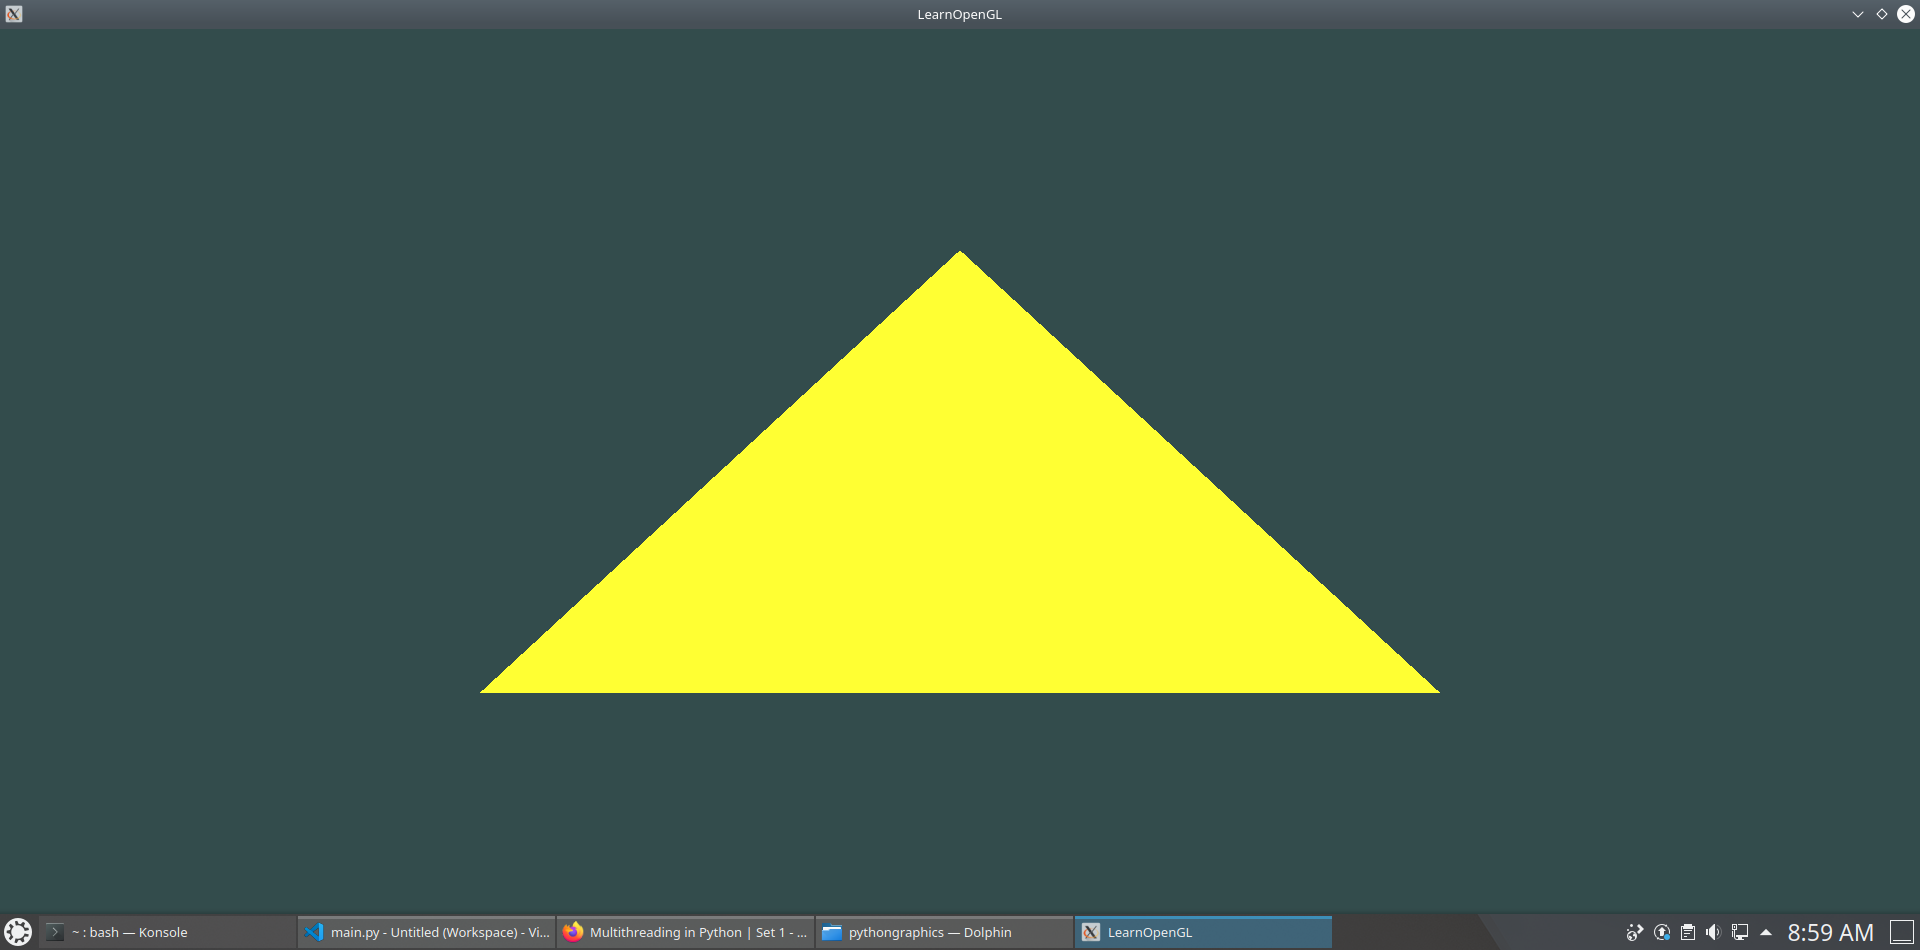 LearnOpenGL
~ : bash — Konsole
main.py - Untitled (Workspace) - Vi...
Multithreading in Python | Set 1 - ...
pythongraphics — Dolphin
LearnOpenGL
8:59 AM